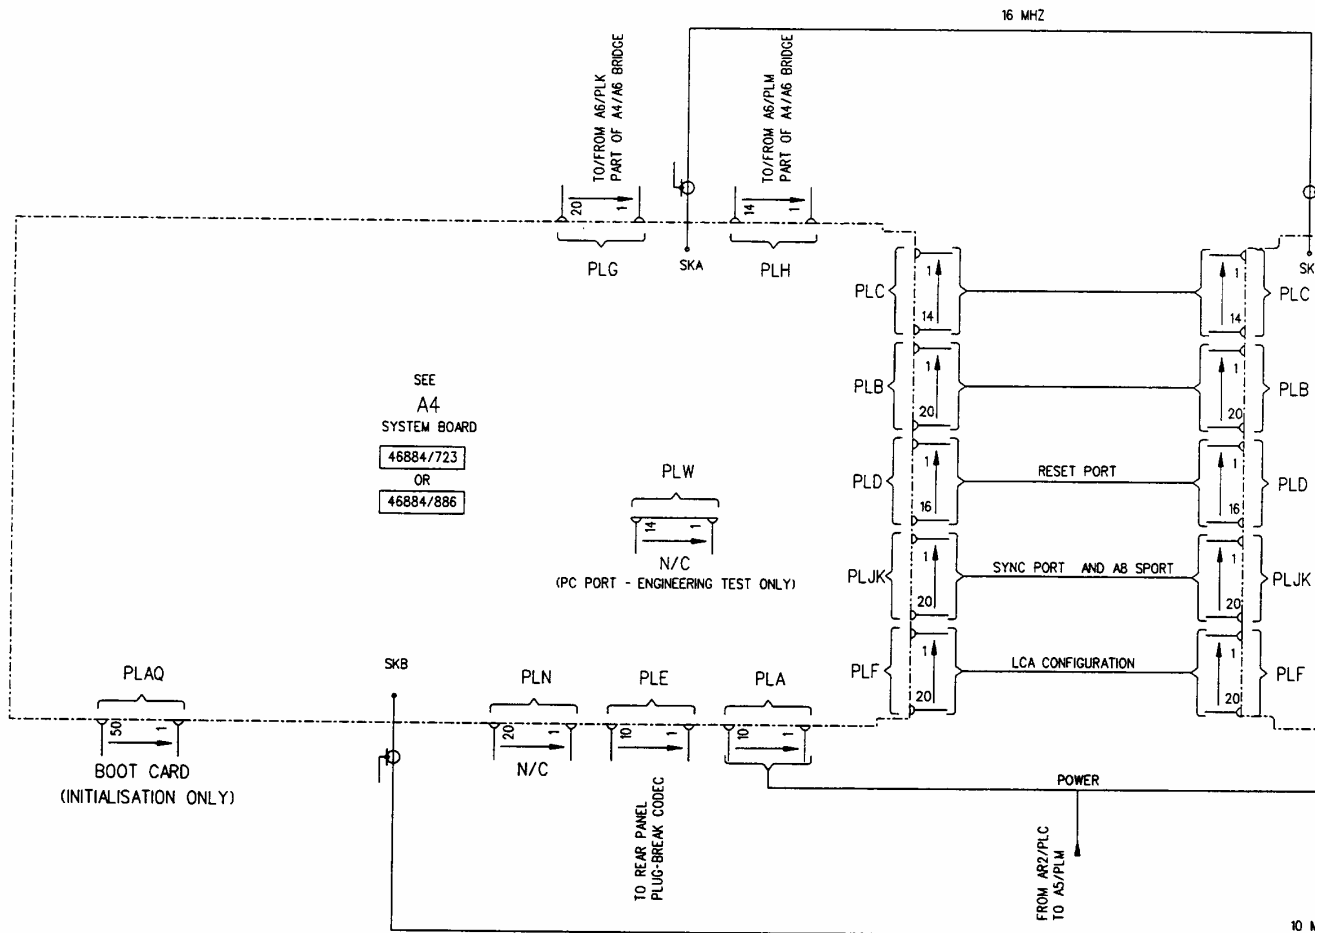 16 MHZ
TO/FROM A6/PLK
PART OF A4/A6 BRIDGE
TO/FROM A6/PLM
PART OF A4/A6 BRIDGE
20 1
14 1
PLG
SKA
PLH
SK
PLC
1
14
1
14
PLC
PLB
1
20
1
20
PLB
SEE
A4
SYSTEM BOARD
46884/723
OR
46884/886
PLD
1
16
RESET PORT
1
16
PLD
PLW
14 1
N/C
(PC PORT - ENGINEERING TEST ONLY)
PLJK
1
20
SYNC PORT AND A8 SPORT
1
20
PLJK
PLF
1
20
LCA CONFIGURATION
1
20
PLF
PLAQ
SKB
PLN
PLE
PLA
50 1
20 1
10 1
10 1
BOOT CARD
(INITIALISATION ONLY)
N/C
POWER
TO REAR PANEL
PLUG-BREAK CODEC
FROM AR2/PLC
TO A5/PLM
10 M